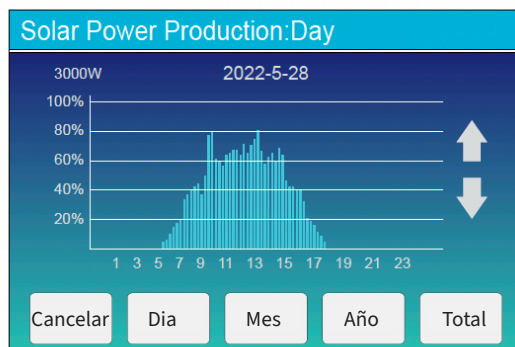 Solar Power Production:Day
3000W 2022-5-28
100%
80%
60%
40%
20%
1 3 5 7 9 11 13 15 17 19 21 23
Cancelar Dia Mes Año Total